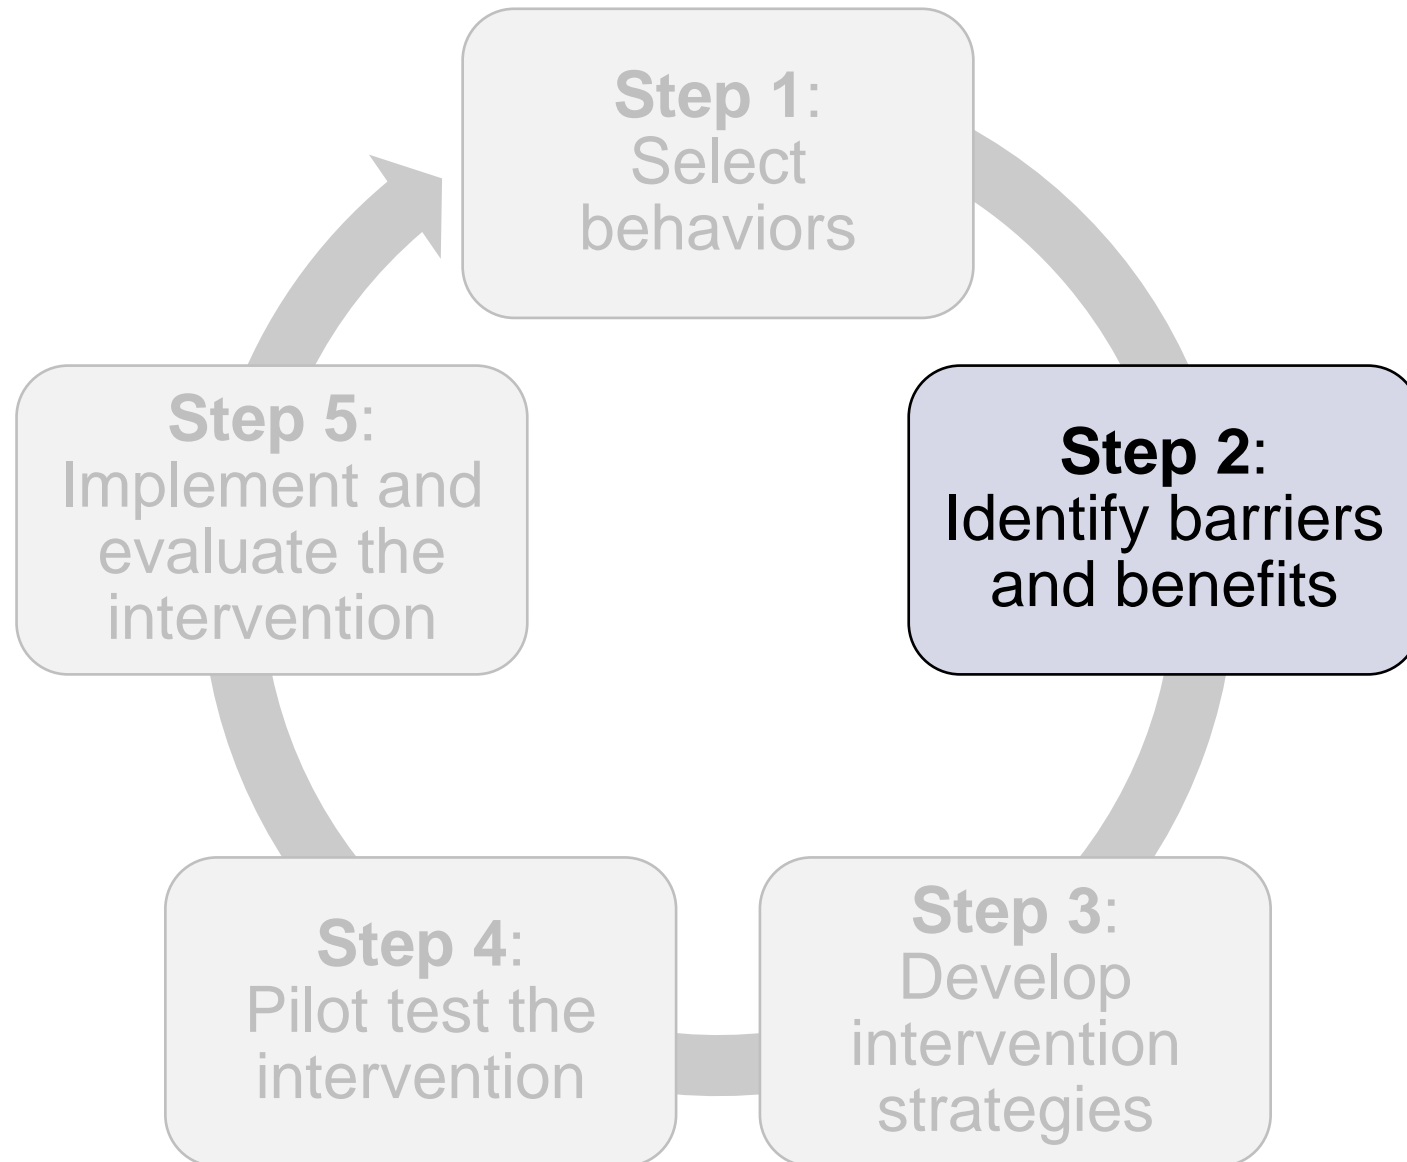 Step 1:
Select
behaviors
Step 2:
Identify barriers
and benefits
Step 3:
Develop
intervention
strategies
Step 4:
Pilot test the
intervention
Step 5:
Implement and
evaluate the
intervention